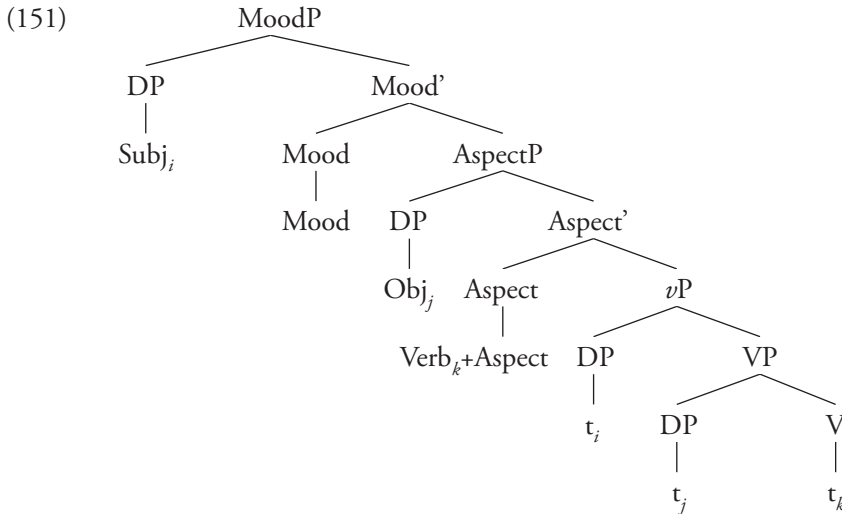 (151) MoodP
DP Mood’
Subj_i Mood AspectP
Mood DP Aspect’
Obj_j Aspect vP
Verb_k+Aspect DP VP
t_i DP V
t_j t_k